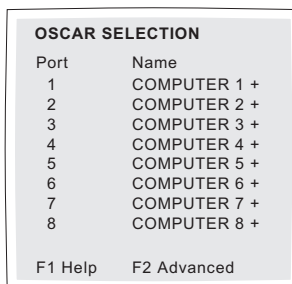 OSCAR SELECTION
Port Name
1 COMPUTER 1 +
2 COMPUTER 2 +
3 COMPUTER 3 +
4 COMPUTER 4 +
5 COMPUTER 5 +
6 COMPUTER 6 +
7 COMPUTER 7 +
8 COMPUTER 8 +
F1 Help F2 Advanced